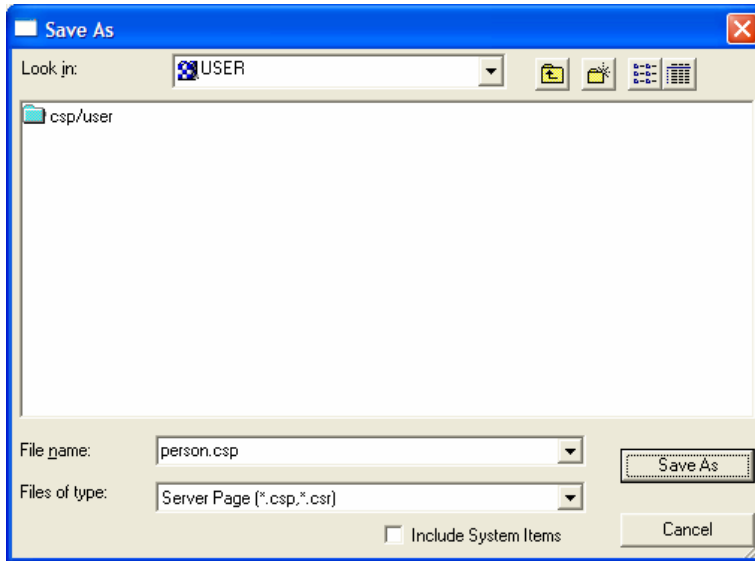 Save As
Look in:
USER
csp/user
File name:
person.csp
Save As
Files of type:
Server Page (*.csp,*.csr)
Include System Items
Cancel